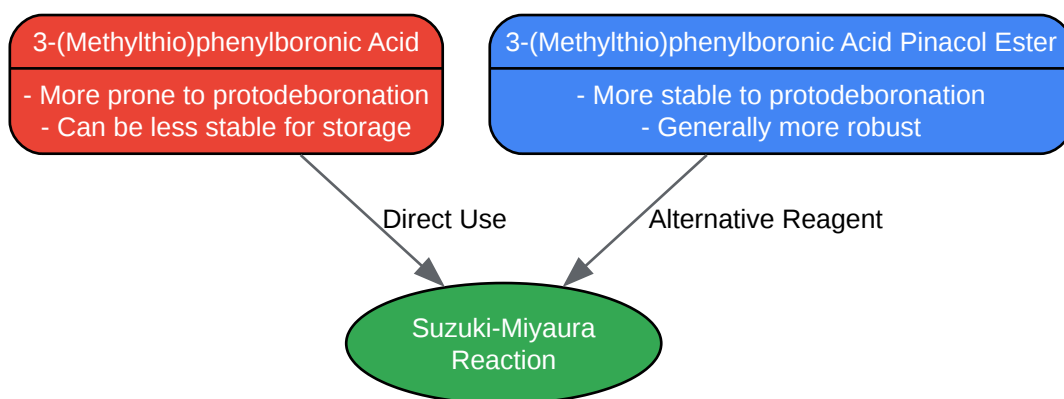 3-(Methylthio)phenylboronic Acid
- More prone to protodeboronation
- Can be less stable for storage
3-(Methylthio)phenylboronic Acid Pinacol Ester
- More stable to protodeboronation
- Generally more robust
Direct Use
Alternative Reagent
Suzuki-Miyaura
Reaction